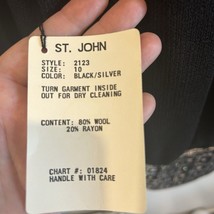 ST. JOHN
STYLE: 2123
SIZE: 10
COLOR: BLACK/SILVER
TURN GARMENT INSIDE
OUT FOR DRY CLEANING
CONTENT: 80% WOOL
20% RAYON
CHART #: 01824
HANDLE WITH CARE